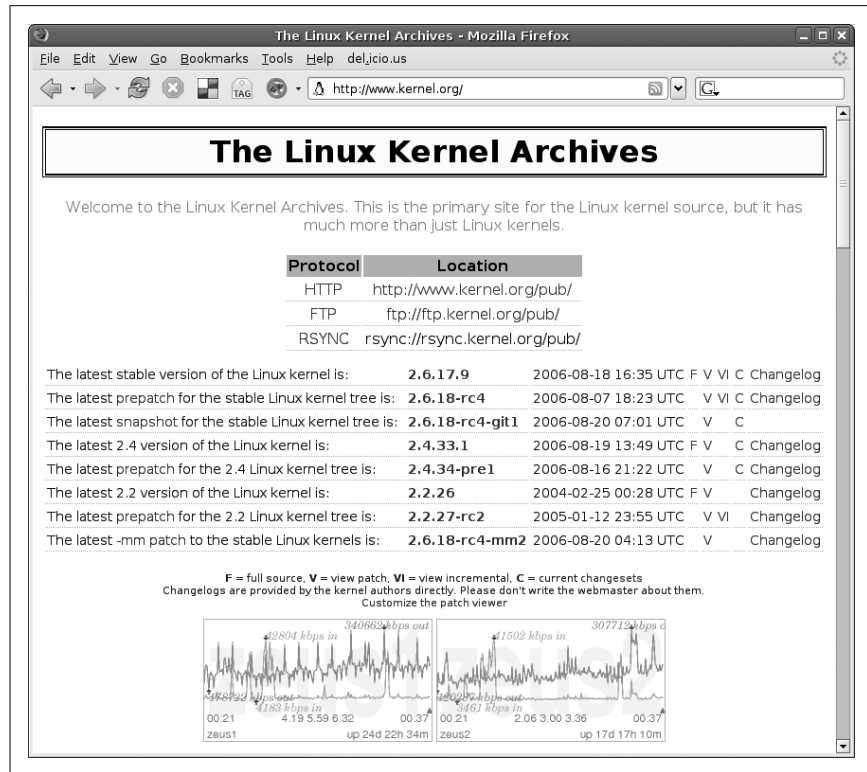 The Linux Kernel Archives - Mozilla Firefox
File Edit View Go Bookmarks Tools Help del.icio.us
TAG http://www.kernel.org/ G
The Linux Kernel Archives
Welcome to the Linux Kernel Archives. This is the primary site for the Linux kernel source, but it has
much more than just Linux kernels.
Protocol Location
HTTP http://www.kernel.org/pub/
FTP ftp://ftp.kernel.org/pub/
RSYNC rsync://rsync.kernel.org/pub/
The latest stable version of the Linux kernel is: 2.6.17.9 2006-08-18 16:35 UTC F V VI C Changelog
The latest prepatch for the stable Linux kernel tree is: 2.6.18-rc4 2006-08-07 18:23 UTC V VI C Changelog
The latest snapshot for the stable Linux kernel tree is: 2.6.18-rc4-git1 2006-08-20 07:01 UTC V C
The latest 2.4 version of the Linux kernel is: 2.4.33.1 2006-08-19 13:49 UTC F V C Changelog
The latest prepatch for the 2.4 Linux kernel tree is: 2.4.34-pre1 2006-08-16 21:22 UTC V C Changelog
The latest 2.2 version of the Linux kernel is: 2.2.26 2004-02-25 00:28 UTC F V Changelog
The latest prepatch for the 2.2 Linux kernel tree is: 2.2.27-rc2 2005-01-12 23:55 UTC V VI Changelog
The latest -mm patch to the stable Linux kernels is: 2.6.18-rc4-mm2 2006-08-20 04:13 UTC V Changelog
F = full source, V = view patch, VI = view incremental, C = current changesets
Changelogs are provided by the kernel authors directly. Please don't write the webmaster about them.
Customize the patch viewer
340662 kbps out 307712 kbps o
42804 kbps in 41502 kbps in
zeus1 zeus2
kbps out kbps out
4183 kbps in 3461 kbps in
00:21 4.19 5.59 6.32 00:37 00:21 2.06 3.00 3.36 00:37
zeus1 up 24d 22h 34m zeus2 up 17d 17h 10m